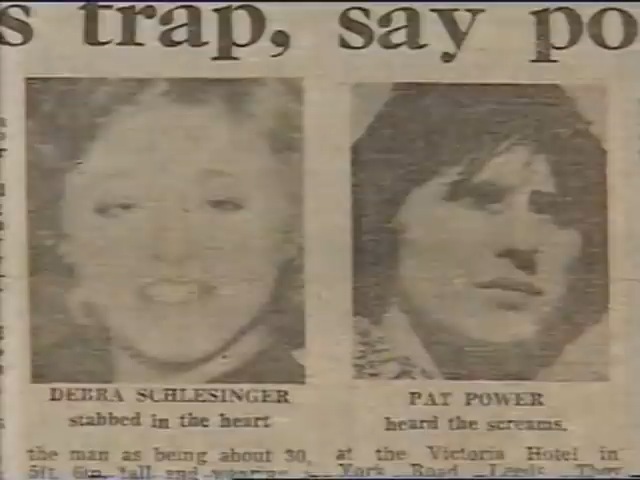 s trap, say po
DEBRA SCHLESINGER
stabbed in the heart
PAT POWER
heard the screams.
the man as being about 30,
5ft. 6in. tall and wearing
at the Victoria Hotel in
York Road Leeds. They